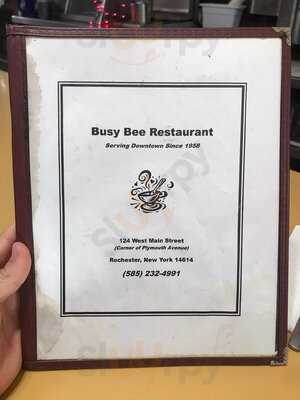 Busy Bee Restaurant
Serving Downtown Since 1958
124 West Main Street
(Corner of Plymouth Avenue)
Rochester, New York 14614
(585) 232-4991